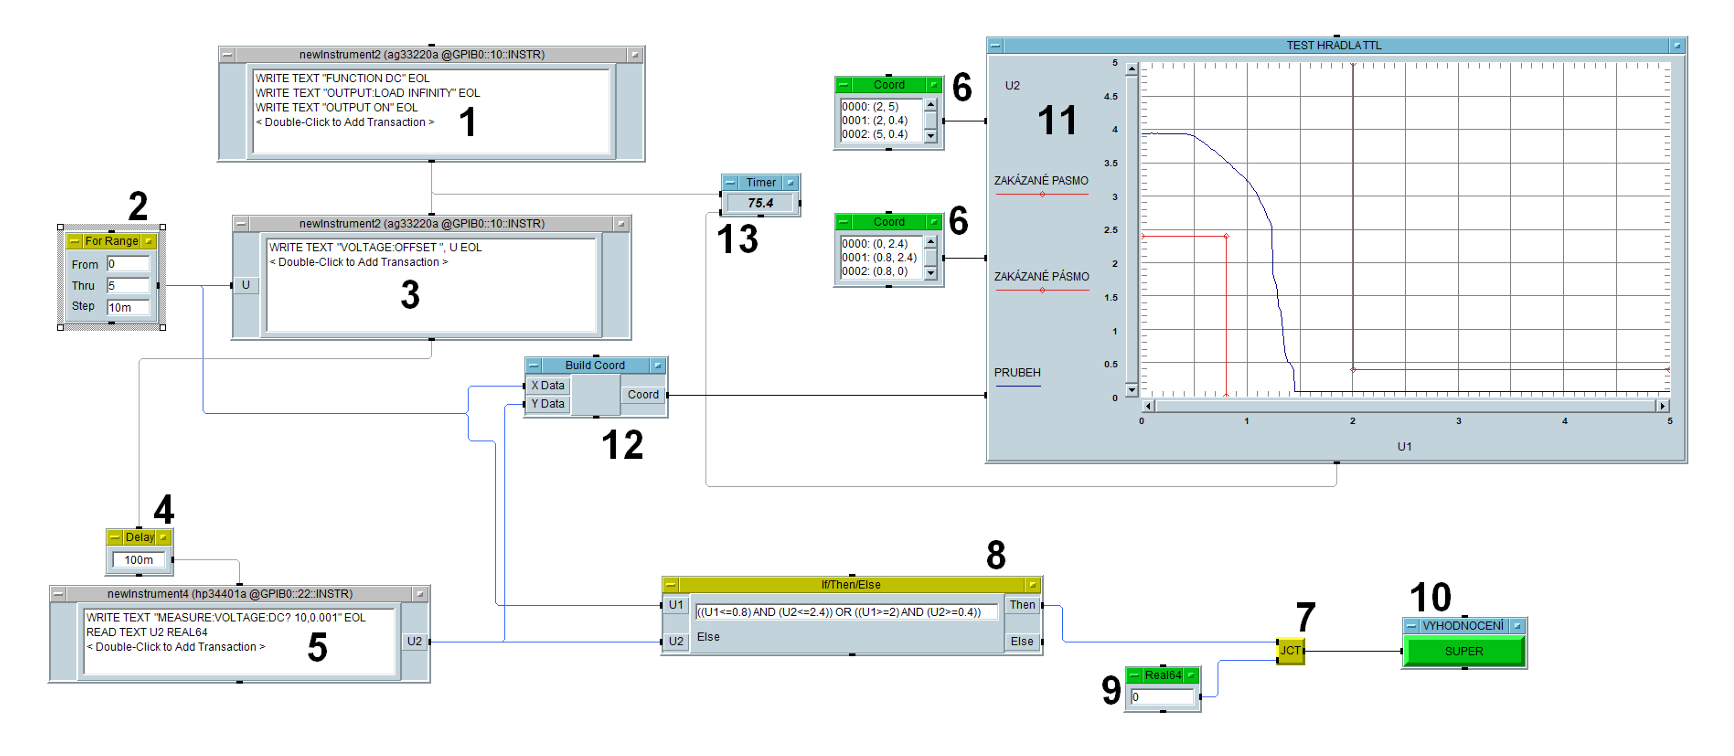 newInstrument2 (ag33220a @GPIB0::10::INSTR)
WRITE TEXT "FUNCTION DC" EOL
WRITE TEXT "OUTPUT:LOAD INFINITY" EOL
WRITE TEXT "OUTPUT ON" EOL
< Double-Click to Add Transaction >
1
2
For Range
From 0
Thru 5
Step 10m
newInstrument2 (ag33220a @GPIB0::10::INSTR)
U
WRITE TEXT "VOLTAGE:OFFSET ", U EOL
< Double-Click to Add Transaction >
3
Timer
75.4
13
Coord
0000: (2, 5)
0001: (2, 0.4)
0002: (5, 0.4)
6
Coord
0000: (0, 2.4)
0001: (0.8, 2.4)
0002: (0.8, 0)
6
TEST HRADLA TTL
U2
11
ZAKÁZANÉ PASMO
ZAKÁZANÉ PÁSMO
PRUBEH
5
4.5
4
3.5
3
2.5
2
1.5
1
0.5
0
0 1 2 3 4 5
U1
Build Coord
X Data
Y Data
Coord
12
4
Delay
100m
newInstrument4 (hp34401a @GPIB0::22::INSTR)
WRITE TEXT "MEASURE:VOLTAGE:DC? 10,0.001" EOL
READ TEXT U2 REAL64
< Double-Click to Add Transaction >
U2
5
8
If/Then/Else
U1
U2
((U1<=0.8) AND (U2<=2.4)) OR ((U1>=2) AND (U2>=0.4))
Else
Then
Else
7
JCT
9
Real64
0
10
VYHODNOCENÍ
SUPER